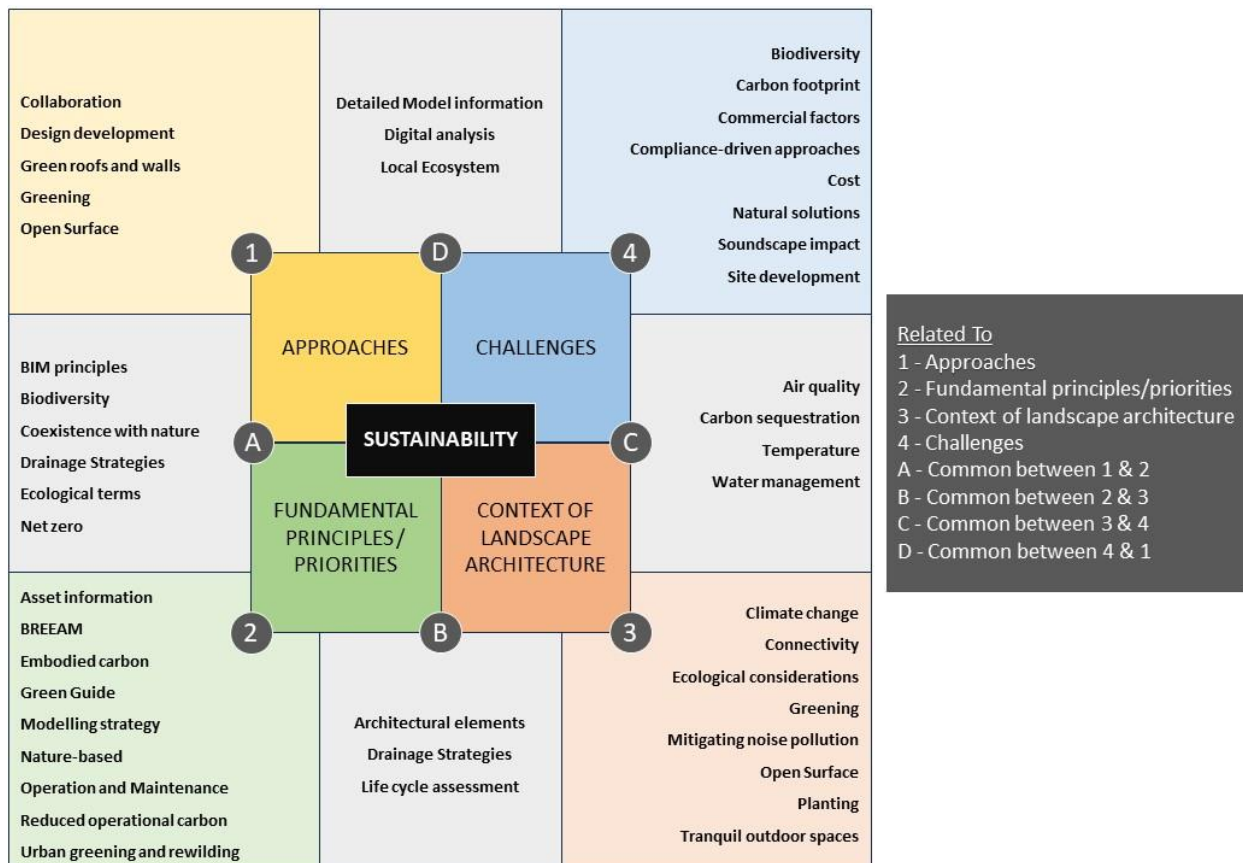 Collaboration
Design development
Green roofs and walls
Greening
Open Surface
Detailed Model information
Digital analysis
Local Ecosystem
Biodiversity
Carbon footprint
Commercial factors
Compliance-driven approaches
Cost
Natural solutions
Soundscape impact
Site development
1
D
4
APPROACHES
CHALLENGES
BIM principles
Biodiversity
Coexistence with nature
Drainage Strategies
Ecological terms
Net zero
A
SUSTAINABILITY
C
Air quality
Carbon sequestration
Temperature
Water management
FUNDAMENTAL
PRINCIPLES/
PRIORITIES
CONTEXT OF
LANDSCAPE
ARCHITECTURE
2
B
3
Asset information
BREEAM
Embodied carbon
Green Guide
Modelling strategy
Nature-based
Operation and Maintenance
Reduced operational carbon
Urban greening and rewilding
Architectural elements
Drainage Strategies
Life cycle assessment
Climate change
Connectivity
Ecological considerations
Greening
Mitigating noise pollution
Open Surface
Planting
Tranquil outdoor spaces
Related To
1 - Approaches
2 - Fundamental principles/priorities
3 - Context of landscape architecture
4 - Challenges
A - Common between 1 & 2
B - Common between 2 & 3
C - Common between 3 & 4
D - Common between 4 & 1